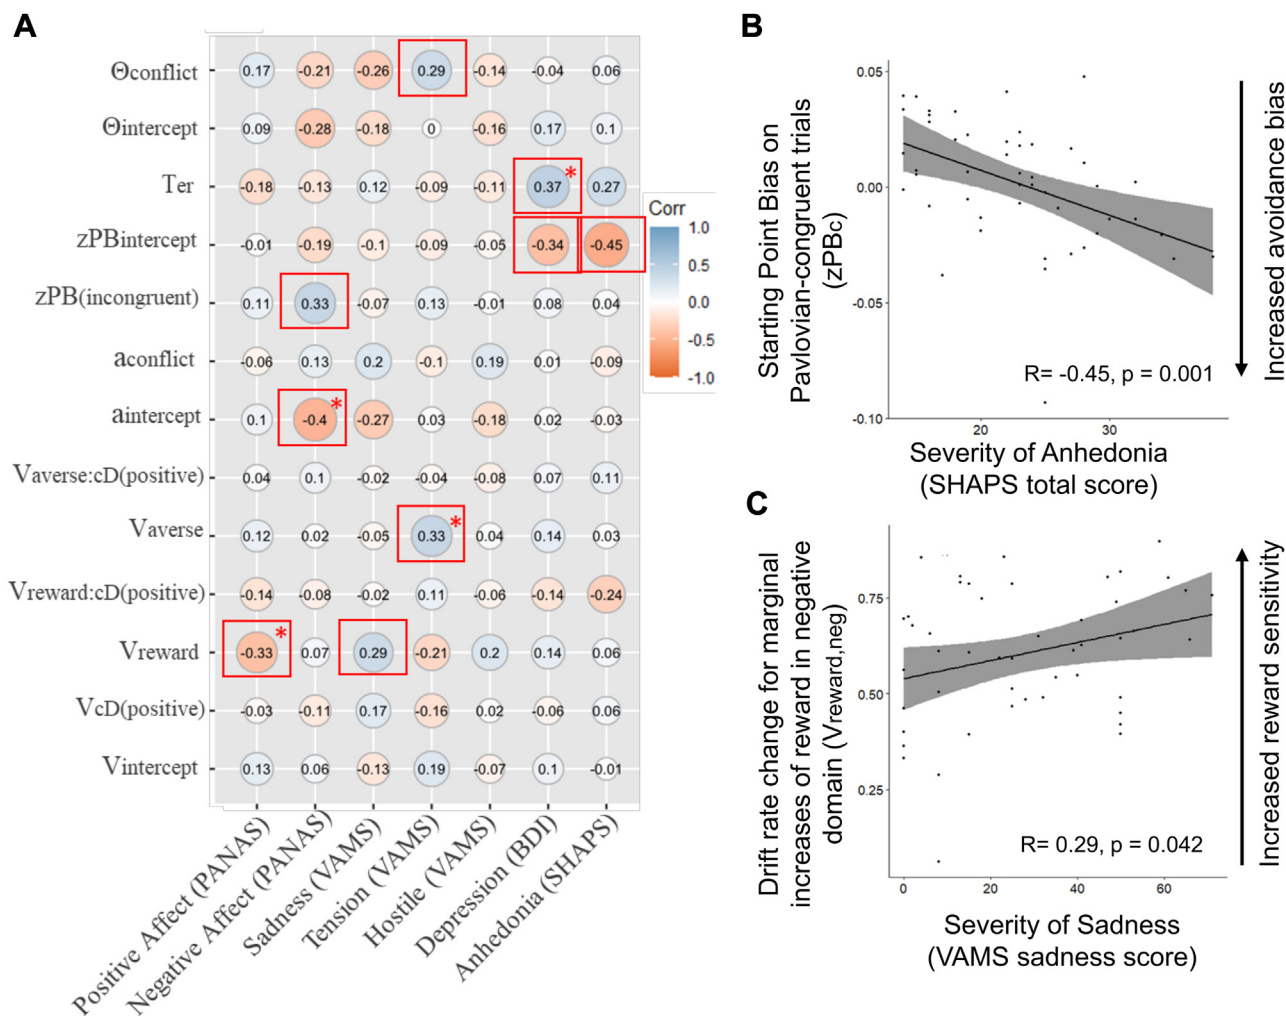 A
Θconflict 0.17 -0.21 -0.26 0.29 -0.14 -0.04 0.06
Θintercept 0.09 -0.28 -0.18 0 -0.16 0.17 0.1
Ter -0.18 -0.13 0.12 -0.09 -0.11 0.37 * 0.27
zPBintercept -0.01 -0.19 -0.1 -0.09 -0.05 -0.34 -0.45
zPB(incongruent) 0.11 0.33 -0.07 0.13 -0.01 0.08 0.04
aconflict -0.06 0.13 0.2 -0.1 0.19 0.01 -0.09
aintercept 0.1 -0.4 * -0.27 0.03 -0.18 0.02 -0.03
Vaverse:cD(positive) 0.04 0.1 -0.02 -0.04 -0.08 0.07 0.11
Vaverse 0.12 0.02 -0.05 0.33 * 0.04 0.14 0.03
Vreward:cD(positive) -0.14 -0.08 -0.02 0.11 -0.06 -0.14 -0.24
Vreward -0.33 * 0.07 0.29 -0.21 0.2 0.14 0.06
VcD(positive) -0.03 -0.11 0.17 -0.16 0.02 -0.06 0.06
Vintercept 0.13 0.06 -0.13 0.19 -0.07 0.1 -0.01
Positive Affect (PANAS)
Negative Affect (PANAS)
Sadness (VAMS)
Tension (VAMS)
Hostile (VAMS)
Depression (BDI)
Anhedonia (SHAPS)
Corr
1.0
0.5
0.0
-0.5
-1.0
B
Starting Point Bias on
Pavlovian-congruent trials
(zPBc)
0.05
0.00
-0.05
-0.10
R= -0.45, p = 0.001
20 30
Severity of Anhedonia
(SHAPS total score)
Increased avoidance bias
C
Drift rate change for marginal
increases of reward in negative
domain (Vreward,neg)
0.75
0.50
0.25
R= 0.29, p = 0.042
0 20 40 60
Severity of Sadness
(VAMS sadness score)
Increased reward sensitivity